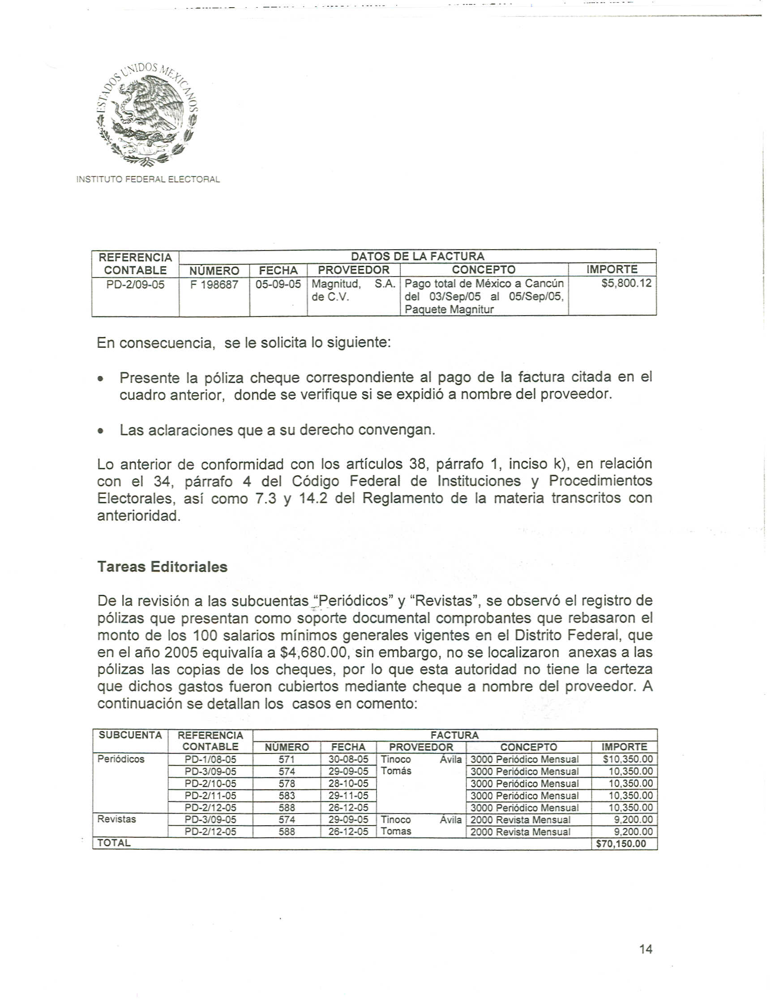 ESTADOS UNIDOS MEXICANOS
INSTITUTO FEDERAL ELECTORAL
REFERENCIA CONTABLE DATOS DE LA FACTURA
NÚMERO FECHA PROVEEDOR CONCEPTO IMPORTE
PD-2/09-05 F 198687 05-09-05 Magnitud, S.A. Pago total de México a Cancún $5,800.12
de C.V. del 03/Sep/05 al 05/Sep/05,
Paquete Magnitur
En consecuencia, se le solicita lo siguiente:
• Presente la póliza cheque correspondiente al pago de la factura citada en el
cuadro anterior, donde se verifique si se expidió a nombre del proveedor.
• Las aclaraciones que a su derecho convengan.
Lo anterior de conformidad con los artículos 38, párrafo 1, inciso k), en relación
con el 34, párrafo 4 del Código Federal de Instituciones y Procedimientos
Electorales, así como 7.3 y 14.2 del Reglamento de la materia transcritos con
anterioridad.
Tareas Editoriales
De la revisión a las subcuentas "Periódicos" y "Revistas", se observó el registro de
pólizas que presentan como soporte documental comprobantes que rebasaron el
monto de los 100 salarios mínimos generales vigentes en el Distrito Federal, que
en el año 2005 equivalía a $4,680.00, sin embargo, no se localizaron anexas a las
pólizas las copias de los cheques, por lo que esta autoridad no tiene la certeza
que dichos gastos fueron cubiertos mediante cheque a nombre del proveedor. A
continuación se detallan los casos en comento:
SUBCUENTA REFERENCIA CONTABLE FACTURA
NÚMERO FECHA PROVEEDOR CONCEPTO IMPORTE
Periódicos PD-1/08-05 571 30-08-05 Tinoco Ávila 3000 Periódico Mensual $10,350.00
PD-3/09-05 574 29-09-05 Tomás 3000 Periódico Mensual 10,350.00
PD-2/10-05 578 28-10-05 3000 Periódico Mensual 10,350.00
PD-2/11-05 583 29-11-05 3000 Periódico Mensual 10,350.00
PD-2/12-05 588 26-12-05 3000 Periódico Mensual 10,350.00
Revistas PD-3/09-05 574 29-09-05 Tinoco Ávila 2000 Revista Mensual 9,200.00
PD-2/12-05 588 26-12-05 Tomas 2000 Revista Mensual 9,200.00
TOTAL $70,150.00
14